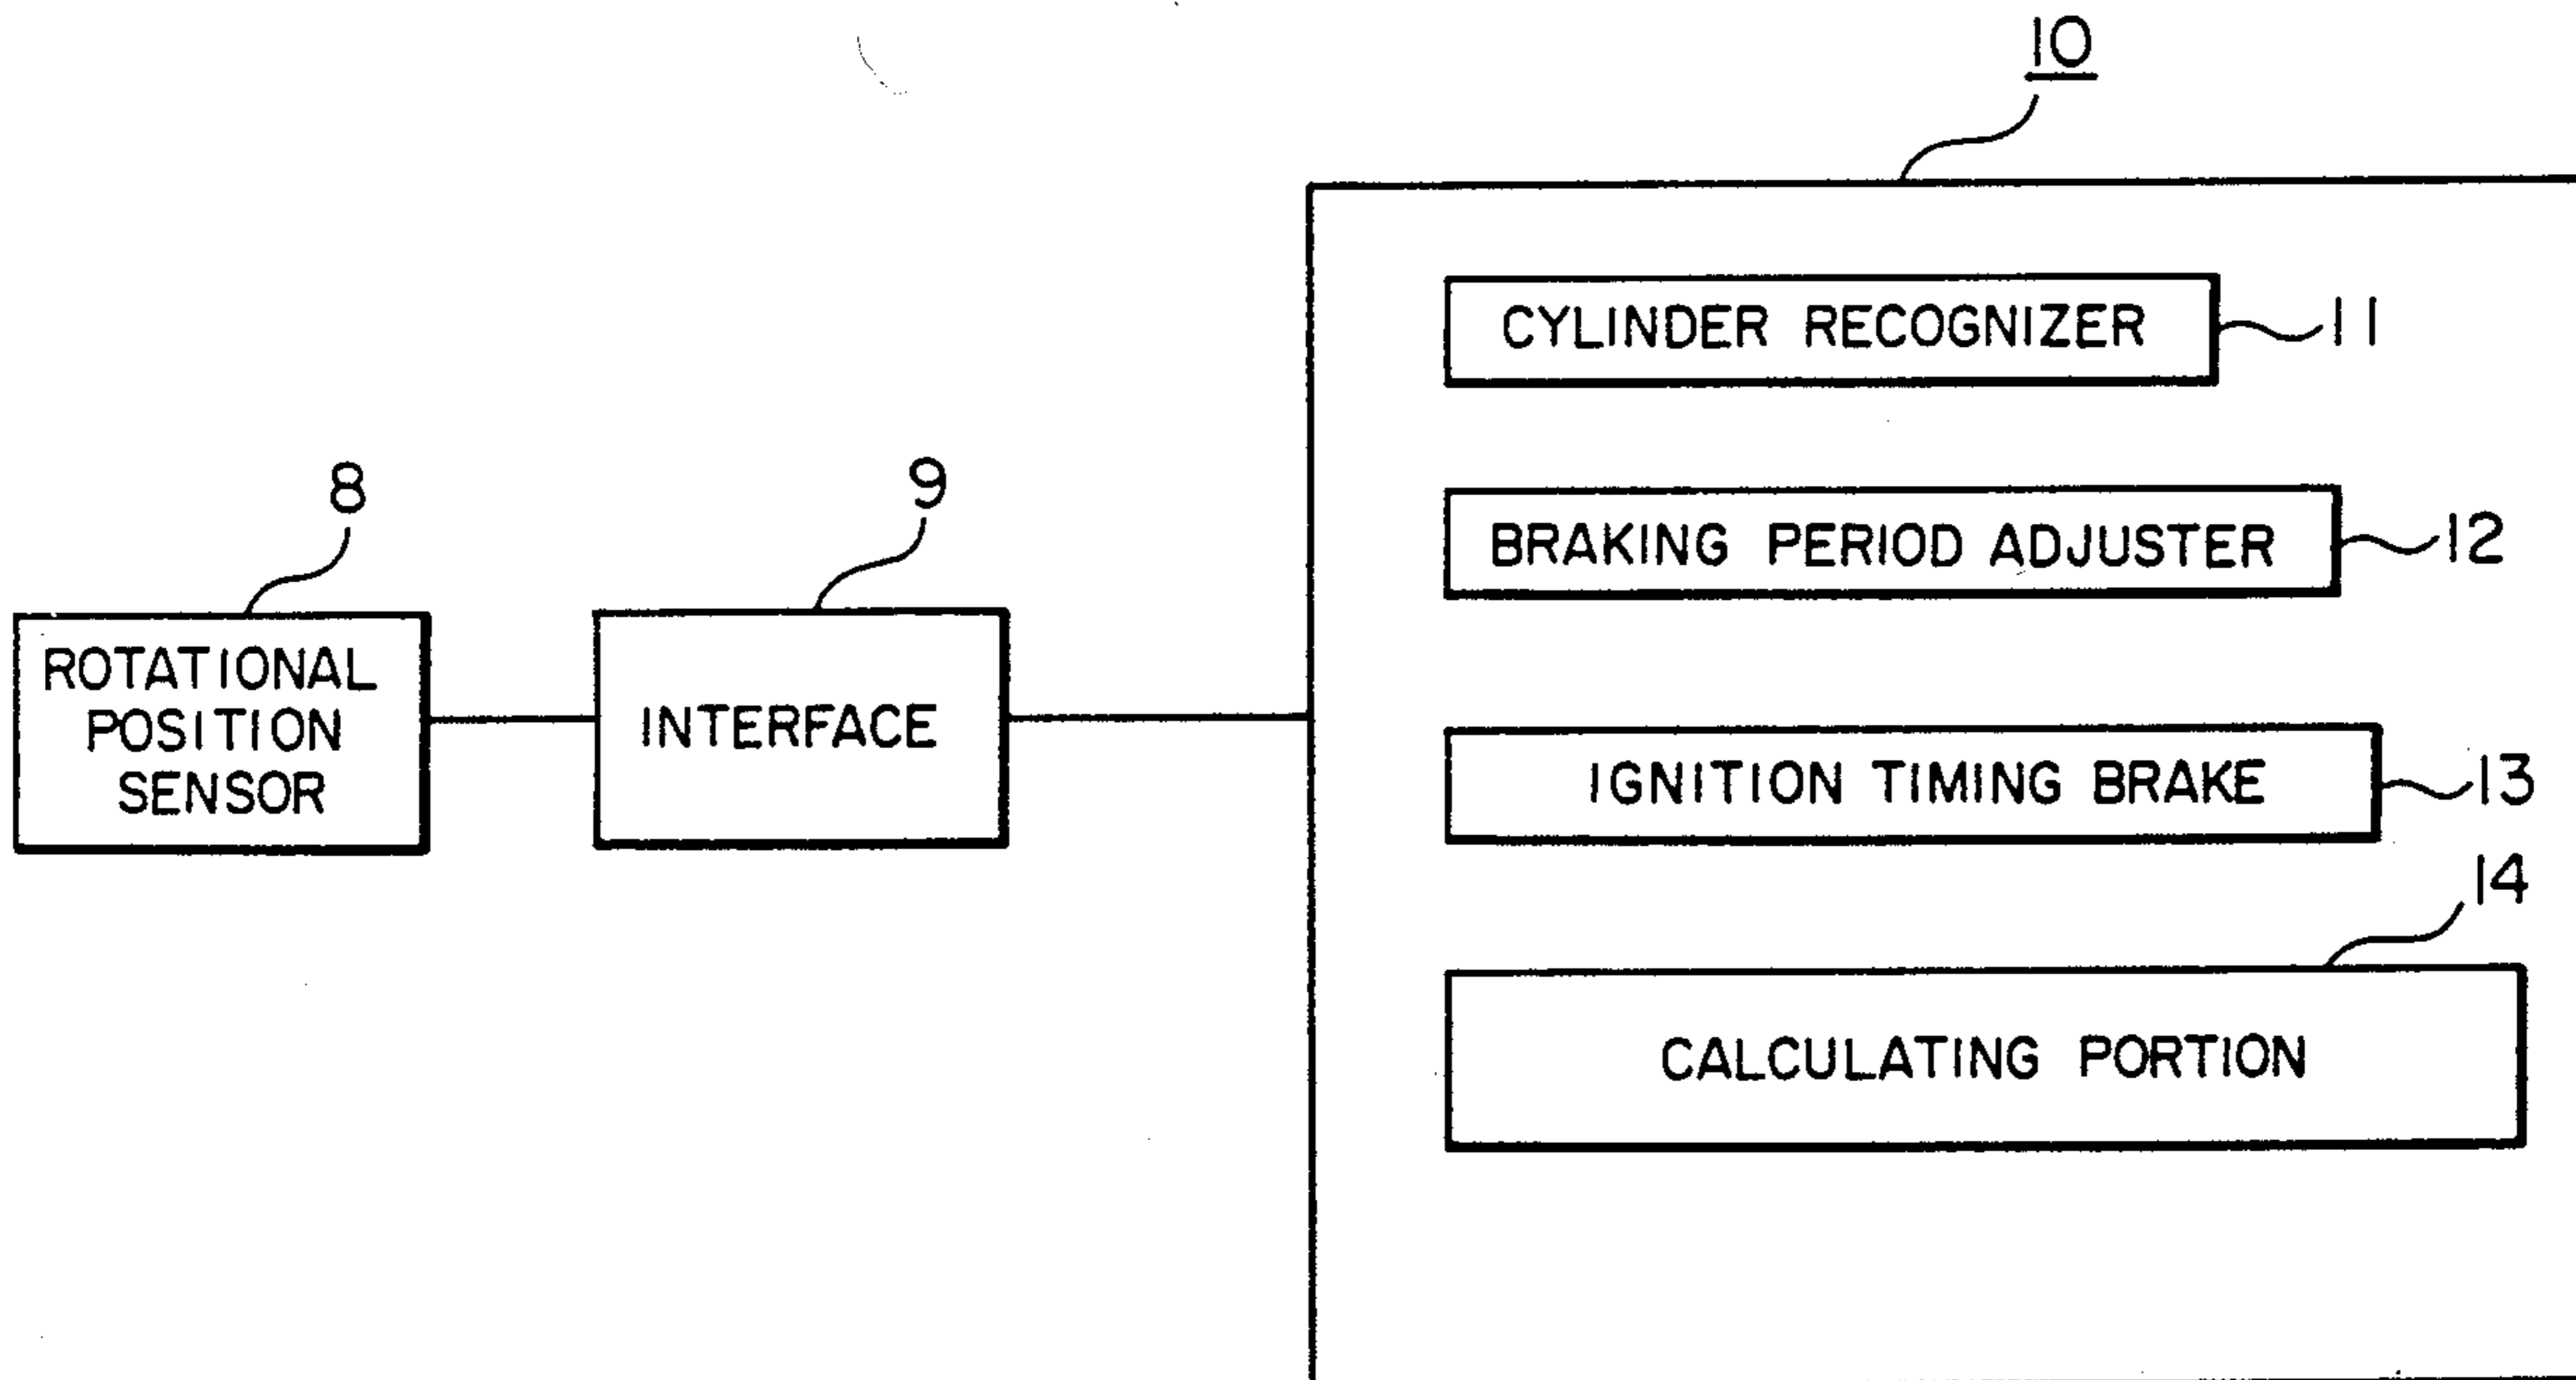 10
CYLINDER RECOGNIZER
11
8
9
BRAKING PERIOD ADJUSTER
12
ROTATIONAL
POSITION
SENSOR
INTERFACE
IGNITION TIMING BRAKE
13
14
CALCULATING PORTION